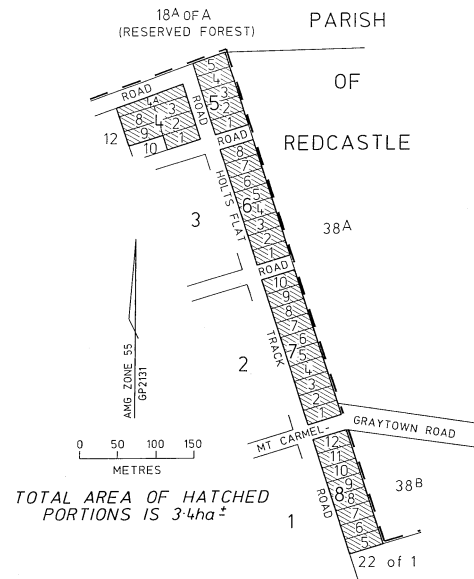 18A OF A
(RESERVED FOREST)
PARISH
OF
REDCASTLE
ROAD
5
4
3
2
1
5
ROAD
4A
3
8
4
2
9
1
10
12
ROAD
8
7
6
5
4
3
2
1
6
HOLTS FLAT
3
38A
ROAD
10
9
8
7
6
5
4
3
2
1
7
TRACK
2
AMG ZONE 55
GP2131
MT CARMEL-
GRAYTOWN ROAD
0 50 100 150
METRES
12
11
10
9
8
7
6
5
8
ROAD
38B
TOTAL AREA OF HATCHED
PORTIONS IS 3·4ha±
1
22 of 1